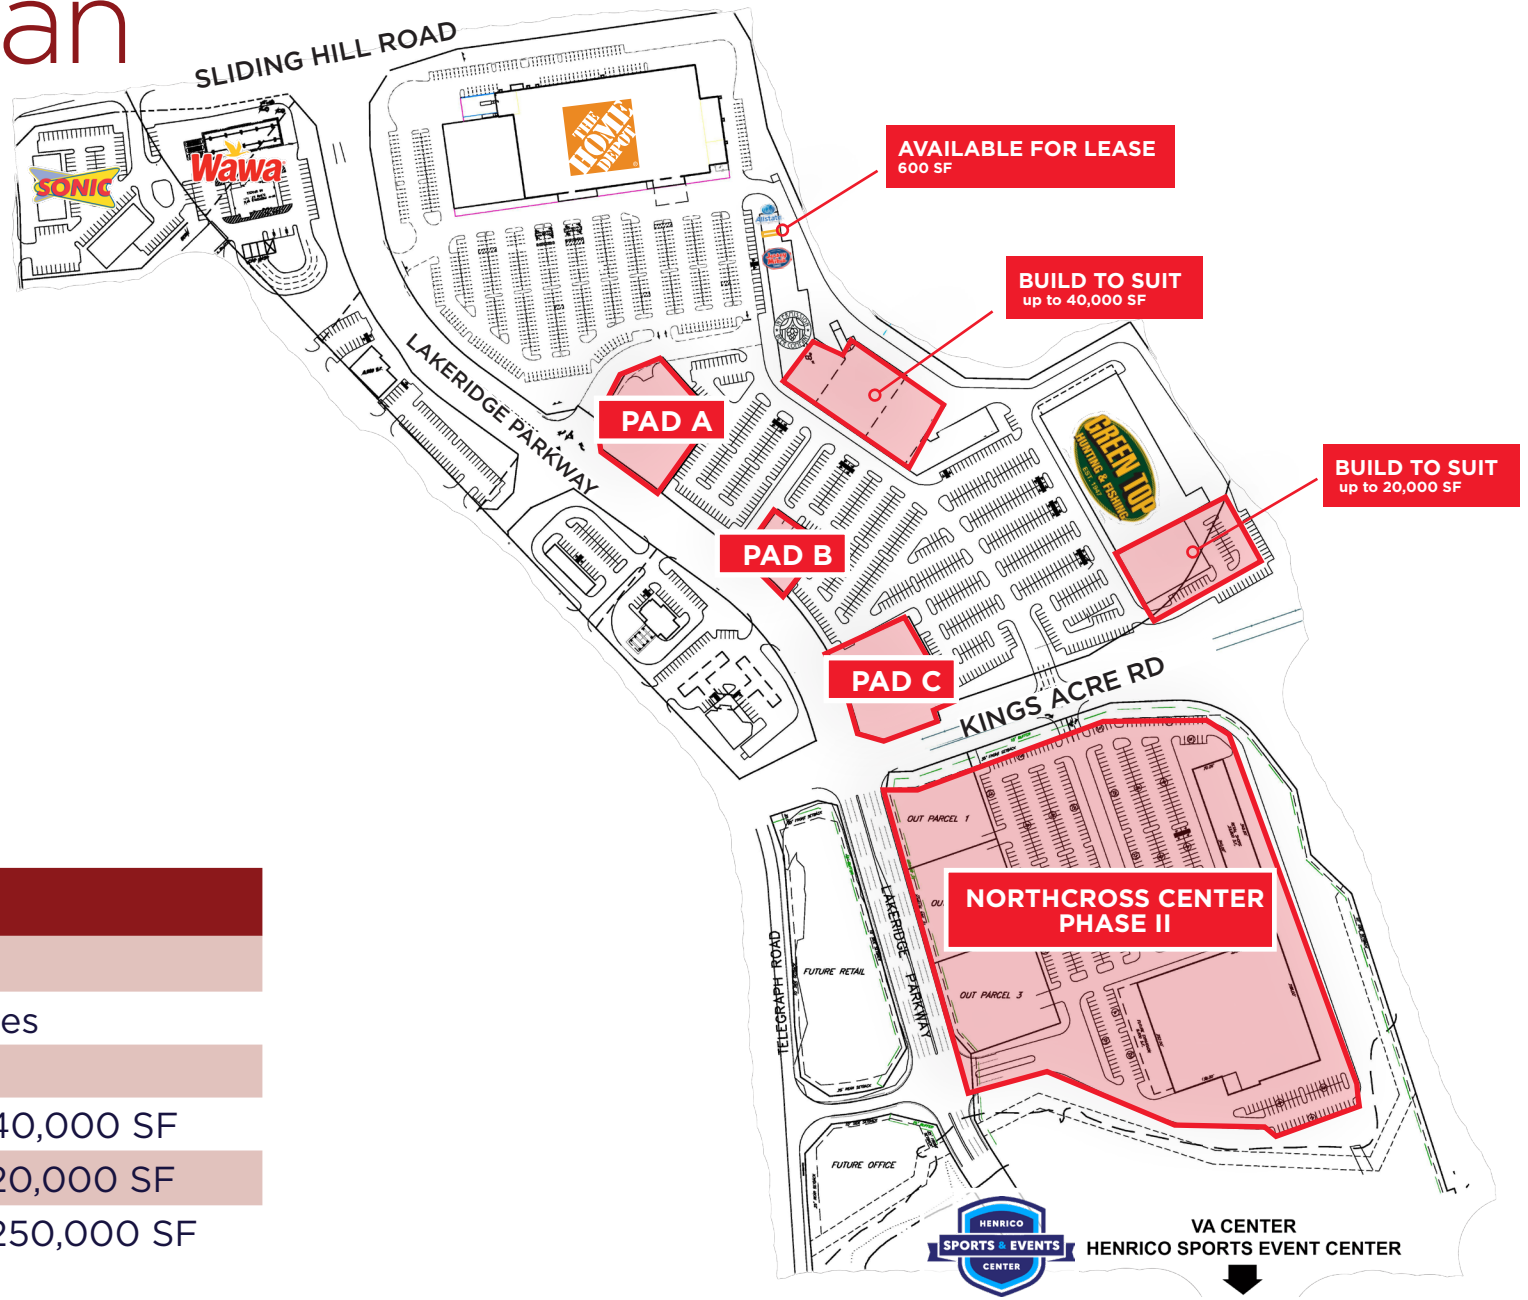 an
SLIDING HILL ROAD
SONIC
Wawa
THE
HOME
DEPOT
AVAILABLE FOR LEASE
600 SF
Allstate
BUILD TO SUIT
up to 40,000 SF
LAKERIDGE PARKWAY
PAD A
GREEN TOP
HUNTING & FISHING
EST. 1947
BUILD TO SUIT
up to 20,000 SF
PAD B
PAD C
KINGS ACRE RD
OUT PARCEL 1
NORTHCROSS CENTER
PHASE II
OU
OUT PARCEL 3
LAKERIDGE PARKWAY
TELEGRAPH ROAD
FUTURE RETAIL
FUTURE OFFICE
es
40,000 SF
20,000 SF
250,000 SF
HENRICO
SPORTS & EVENTS
CENTER
VA CENTER
HENRICO SPORTS EVENT CENTER